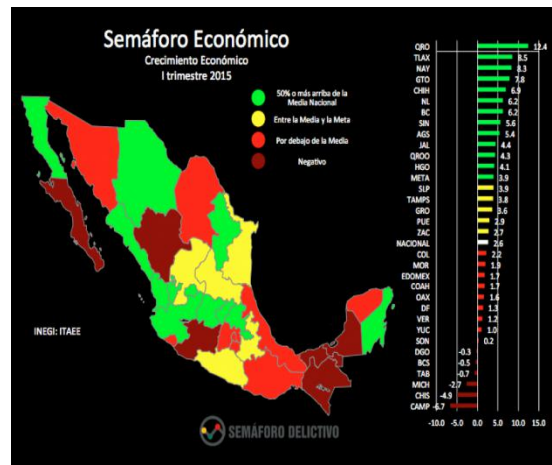 Semáforo Económico
Crecimiento Económico
I trimestre 2015
50% o más arriba de la
Media Nacional
Entre la Media y la Meta
Por debajo de la Media
Negativo
INEGI: ITAEE
SEMÁFORO DELICTIVO
QRO 12.4
TLAX 8.5
NAY 8.3
GTO 7.8
CHIH 6.9
NL 6.2
BC 6.2
SIN 5.6
AGS 5.4
JAL 4.4
QROO 4.3
HGO 4.1
META 3.9
SLP 3.9
TAMPS 3.8
GRO 3.6
PUE 2.9
ZAC 2.7
NACIONAL 2.6
COL 2.2
MOR 1.9
EDOMEX 1.7
COAH 1.7
OAX 1.6
DF 1.3
VER 1.2
YUC 1.0
SON 0.2
DGO -0.3
BCS -0.5
TAB -0.7
MICH -2.7
CHIS -4.9
CAMP -6.7
-10.0 -5.0 0.0 5.0 10.0 15.0